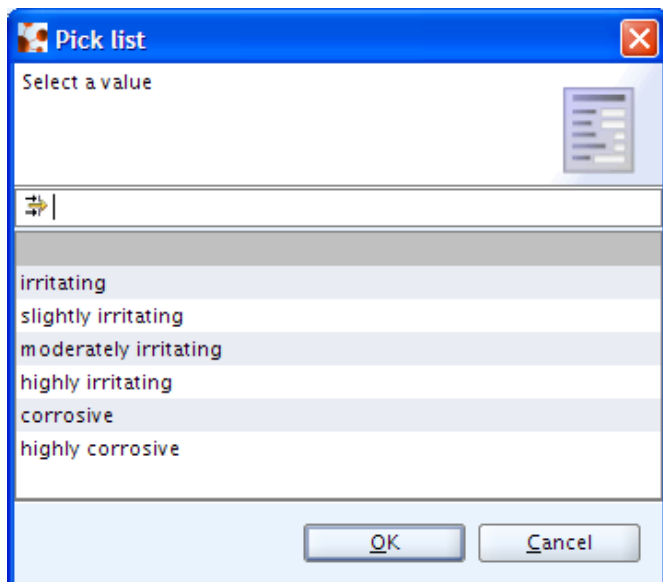 Pick list
Select a value
irritating
slightly irritating
moderately irritating
highly irritating
corrosive
highly corrosive
OK
Cancel